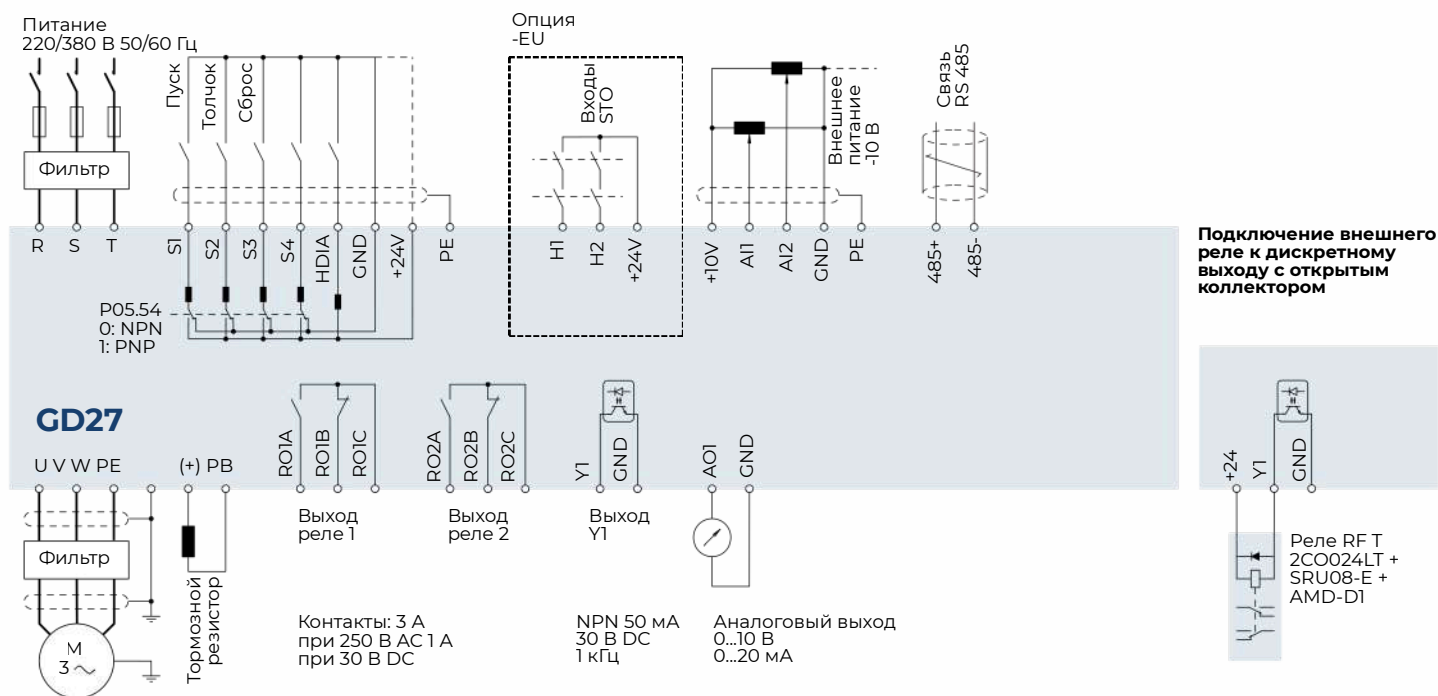 Питание
220/380 В 50/60 Гц
Опция
-EU
Пуск
Толчок
Сброс
Входы
STO
Внешнее
питание
-10 В
Связь
RS 485
Фильтр
R S T
S1
S2
S3
S4
HDIA
GND
+24V
PE
H1
H2
+24V
+10V
AI1
AI2
GND
PE
485+
485-
P05.54
0: NPN
1: PNP
Подключение внешнего
реле к дискретному
выходу с открытым
коллектором
GD27
U V W PE
(+) PB
RO1A
RO1B
RO1C
RO2A
RO2B
RO2C
Y1
GND
AO1
GND
+24
Y1
GND
Фильтр
M
3
Тормозной
резистор
Выход
реле 1
Выход
реле 2
Выход
Y1
Контакты: 3 А
при 250 В AC 1 А
при 30 В DC
NPN 50 мА
30 В DC
1 кГц
Аналоговый выход
0...10 В
0...20 мА
Реле RF T
2CO024LT +
SRU08-E +
AMD-D1